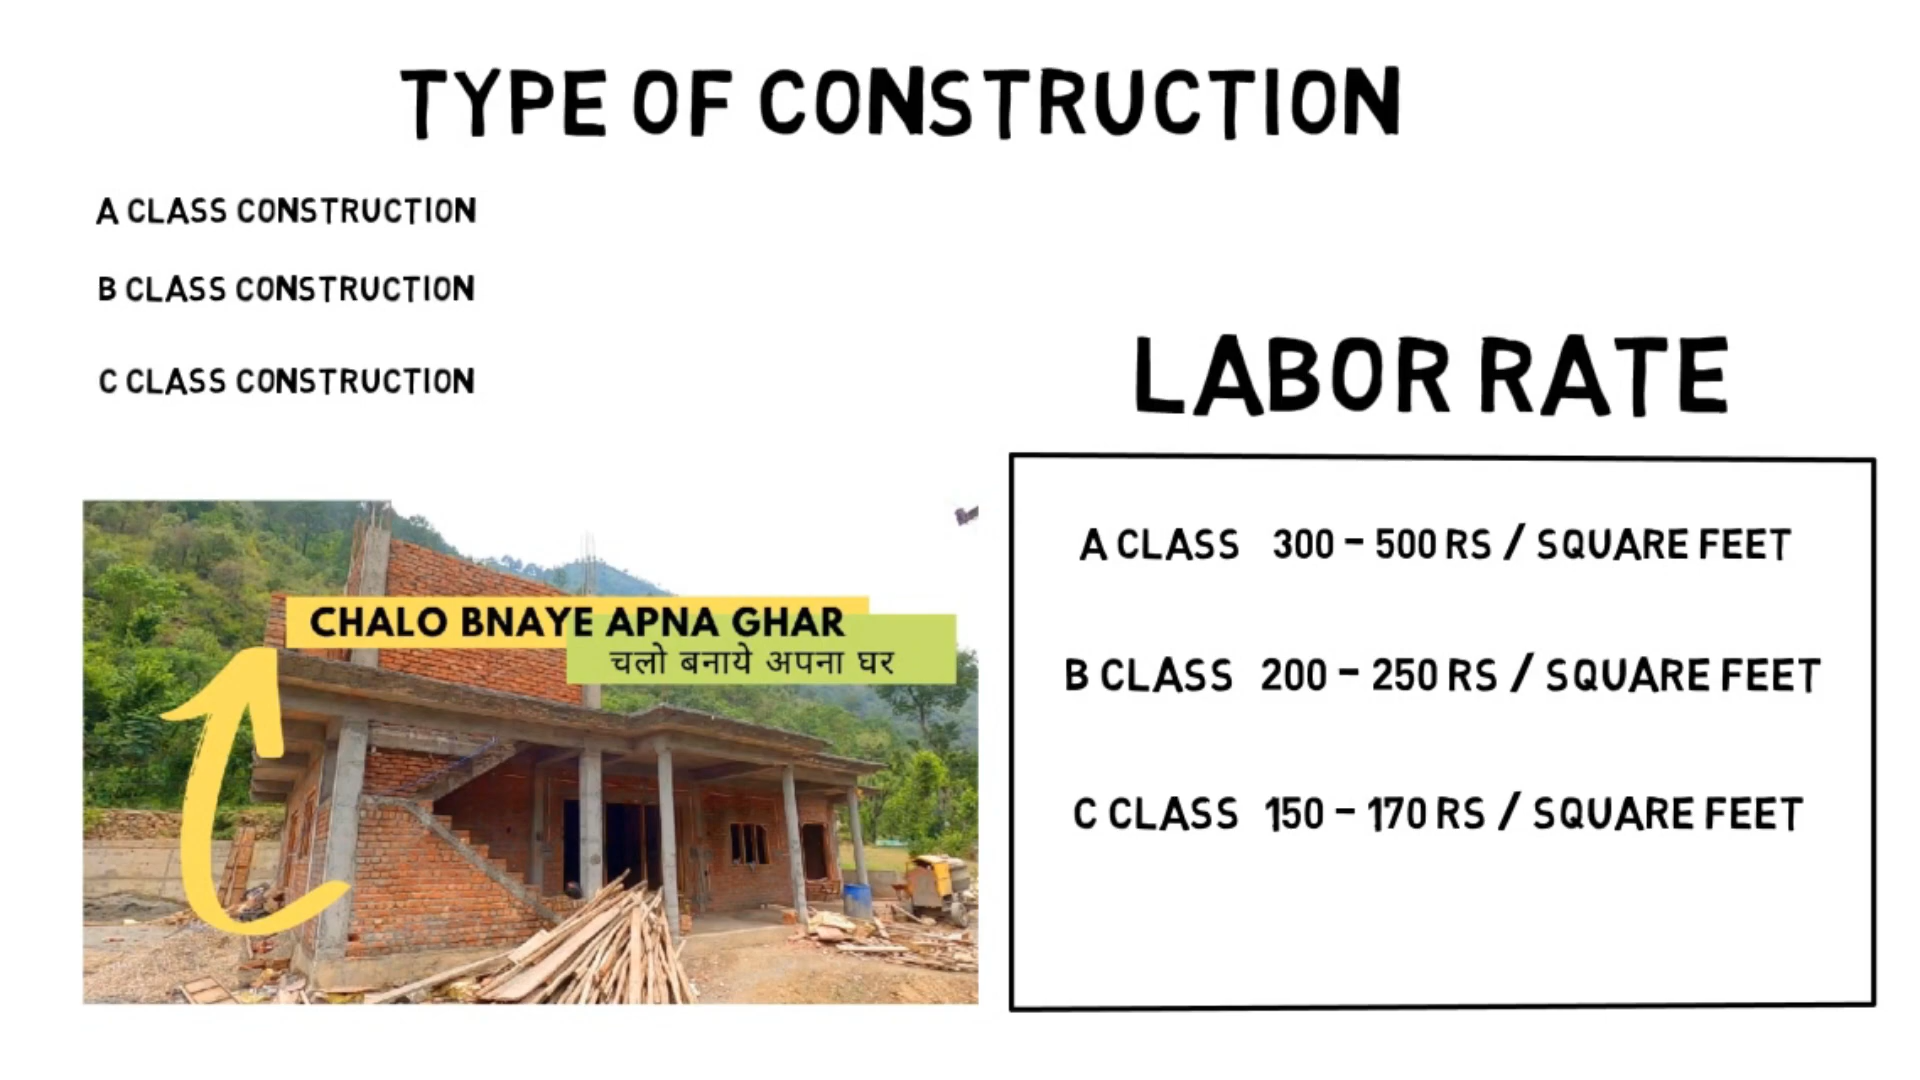 TYPE OF CONSTRUCTION
A CLASS CONSTRUCTION
B CLASS CONSTRUCTION
C CLASS CONSTRUCTION
LABOR RATE
A CLASS 300 - 500 RS / SQUARE FEET
B CLASS 200 - 250 RS / SQUARE FEET
C CLASS 150 - 170 RS / SQUARE FEET
CHALO BNAYE APNA GHAR
चलो बनाये अपना घर